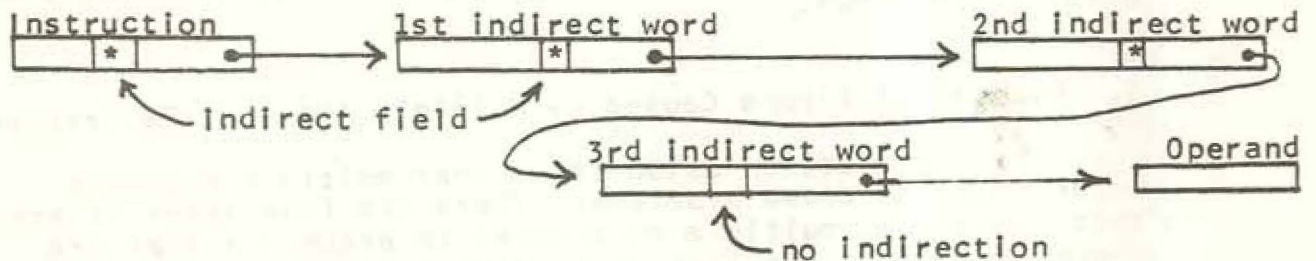 Instruction 1st indirect word 2nd indirect word
* * *
indirect field
3rd indirect word Operand
no indirection